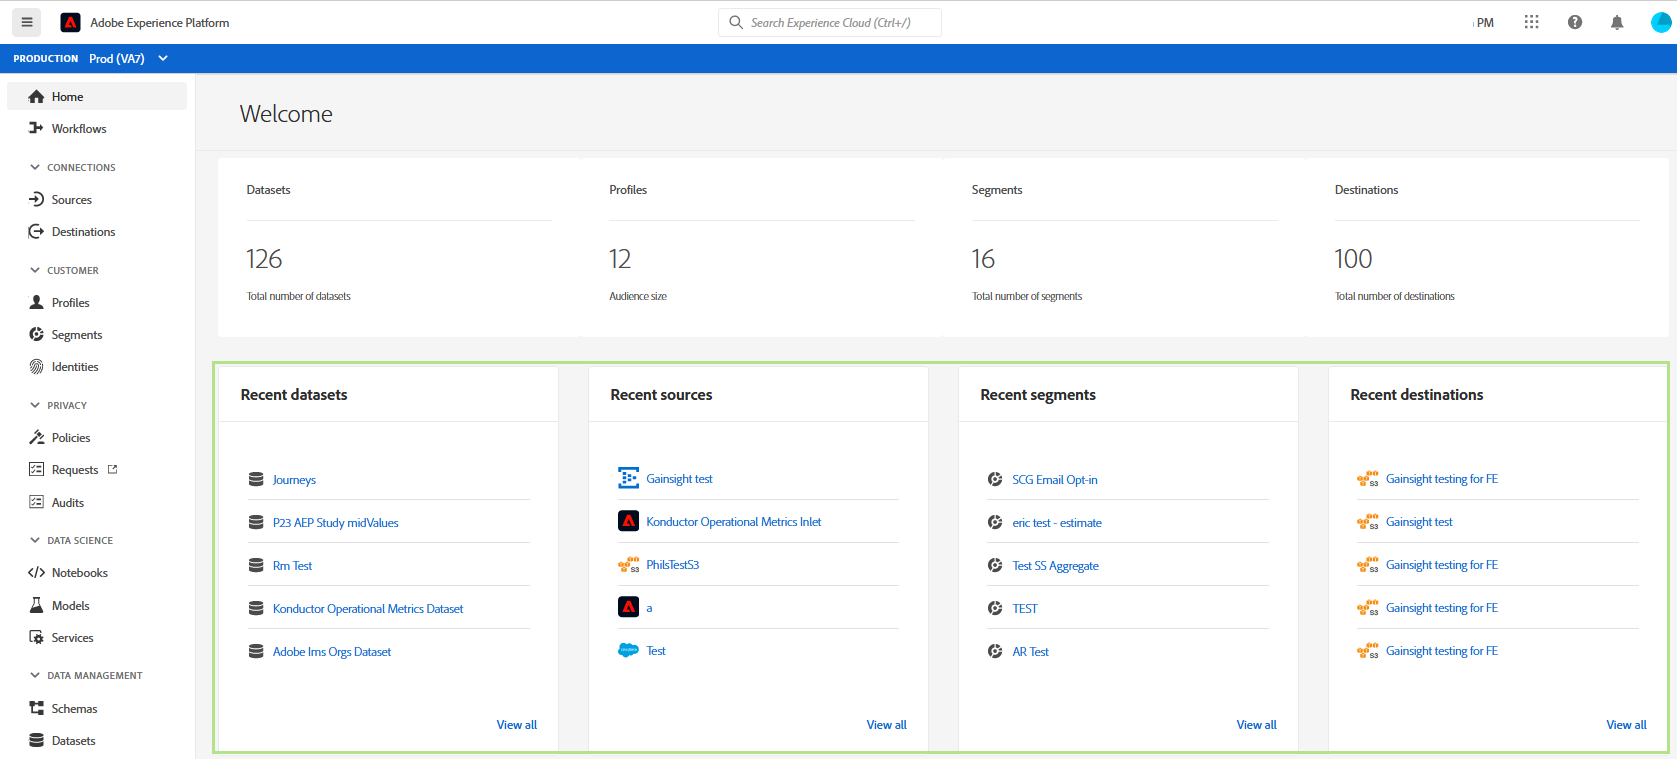 Adobe Experience Platform
Search Experience Cloud (Ctrl+/)
PM
PRODUCTION Prod (VA7)
Home
Workflows
CONNECTIONS
Sources
Destinations
CUSTOMER
Profiles
Segments
Identities
PRIVACY
Policies
Requests
Audits
DATA SCIENCE
Notebooks
Models
Services
DATA MANAGEMENT
Schemas
Datasets
Welcome
Datasets
126
Total number of datasets
Profiles
12
Audience size
Segments
16
Total number of segments
Destinations
100
Total number of destinations
Recent datasets
Journeys
P23 AEP Study midValues
Rm Test
Konductor Operational Metrics Dataset
Adobe Ims Orgs Dataset
View all
Recent sources
Gainsight test
Konductor Operational Metrics Inlet
S3 PhilsTestS3
a
Test
View all
Recent segments
SCG Email Opt-in
eric test - estimate
Test SS Aggregate
TEST
AR Test
View all
Recent destinations
S3 Gainsight testing for FE
S3 Gainsight test
S3 Gainsight testing for FE
S3 Gainsight testing for FE
S3 Gainsight testing for FE
View all